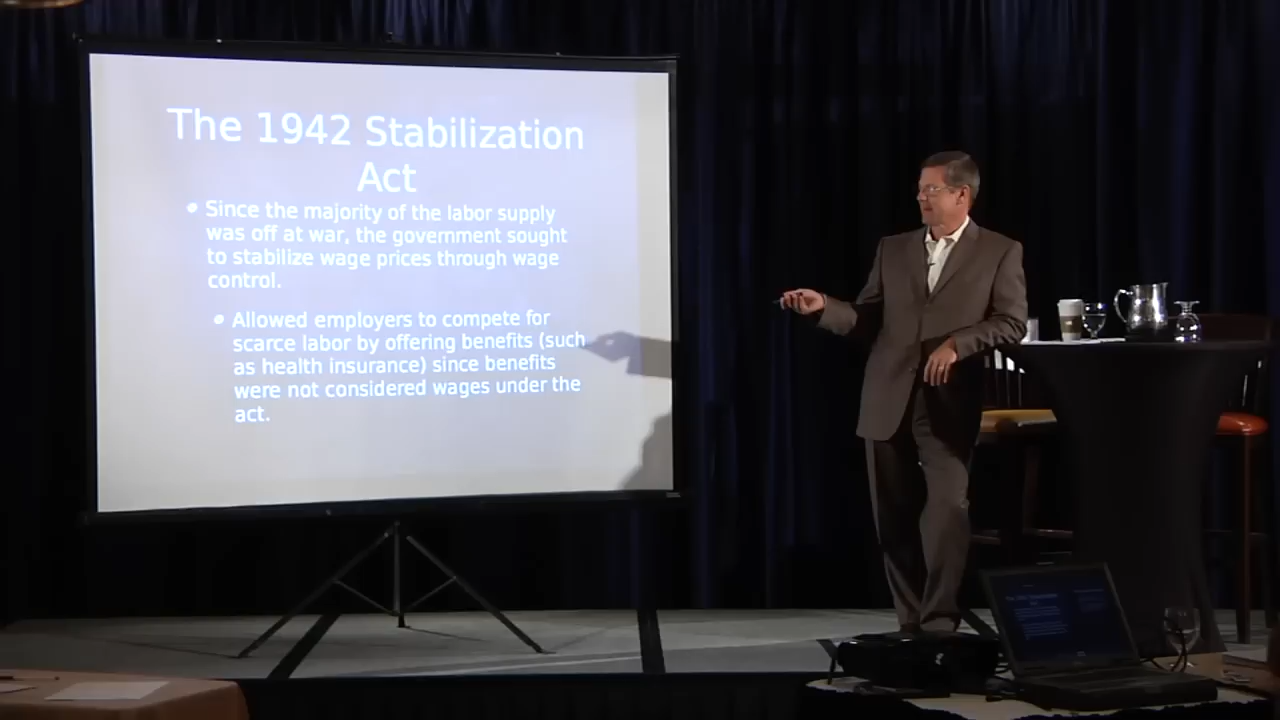 The 1942 Stabilization
Act
• Since the majority of the labor supply
was off at war, the government sought
to stabilize wage prices through wage
control.
• Allowed employers to compete for
scarce labor by offering benefits (such
as health insurance) since benefits
were not considered wages under the
act.